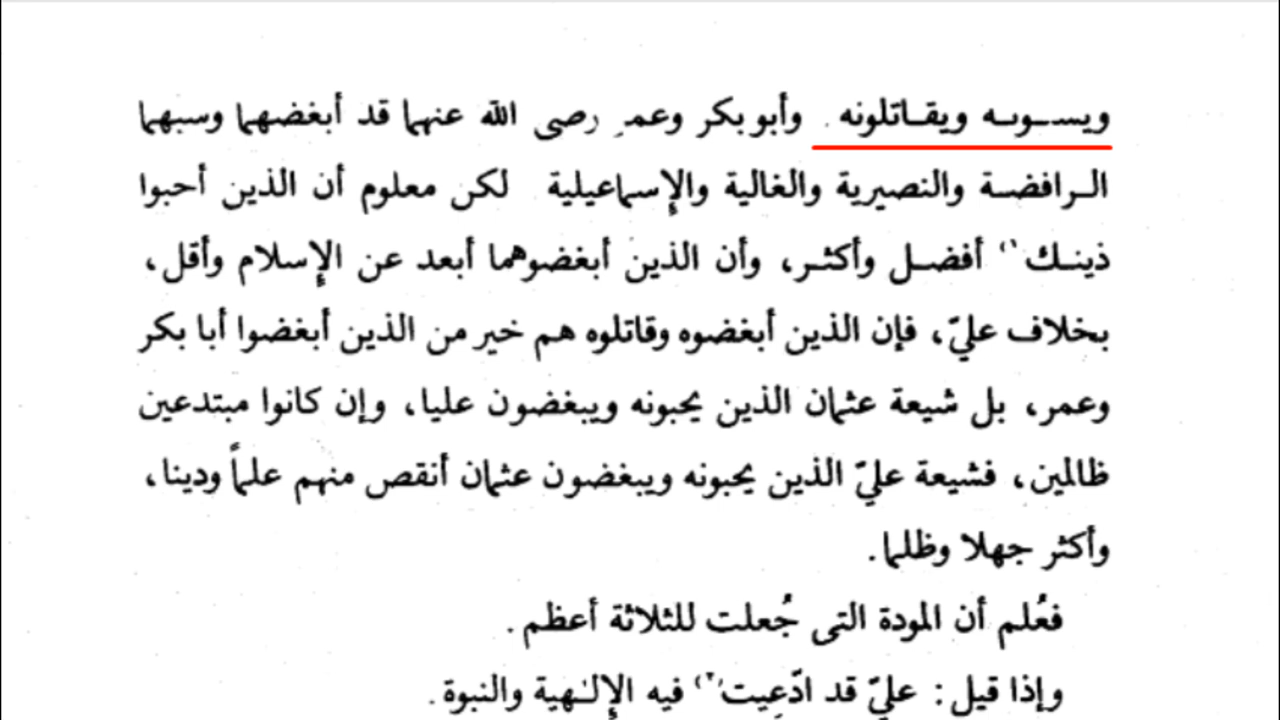 ويسبونه ويقاتلونه. وأبو بكر وعمر رضى الله عنهما قد أبغضهما وسبهما
الرافضة والنصيرية والغالية والإسماعيلية لكن معلوم أن الذين أحبوا
ذينك (١) أفضل وأكثر، وأن الذين أبغضوهما أبعد عن الإسلام وأقل،
بخلاف عليّ، فإن الذين أبغضوه وقاتلوه هم خير من الذين أبغضوا أبا بكر
وعمر، بل شيعة عثمان الذين يحبونه ويبغضون عليا، وإن كانوا مبتدعين
ظالمين، فشيعة عليّ الذين يحبونه ويبغضون عثمان أنقص منهم علماً ودينا،
وأكثر جهلا وظلما.
فعُلم أن المودة التى جُعلت للثلاثة أعظم.
وإذا قيل: عليّ قد ادّعيت (٢) فيه الإلهية والنبوة.